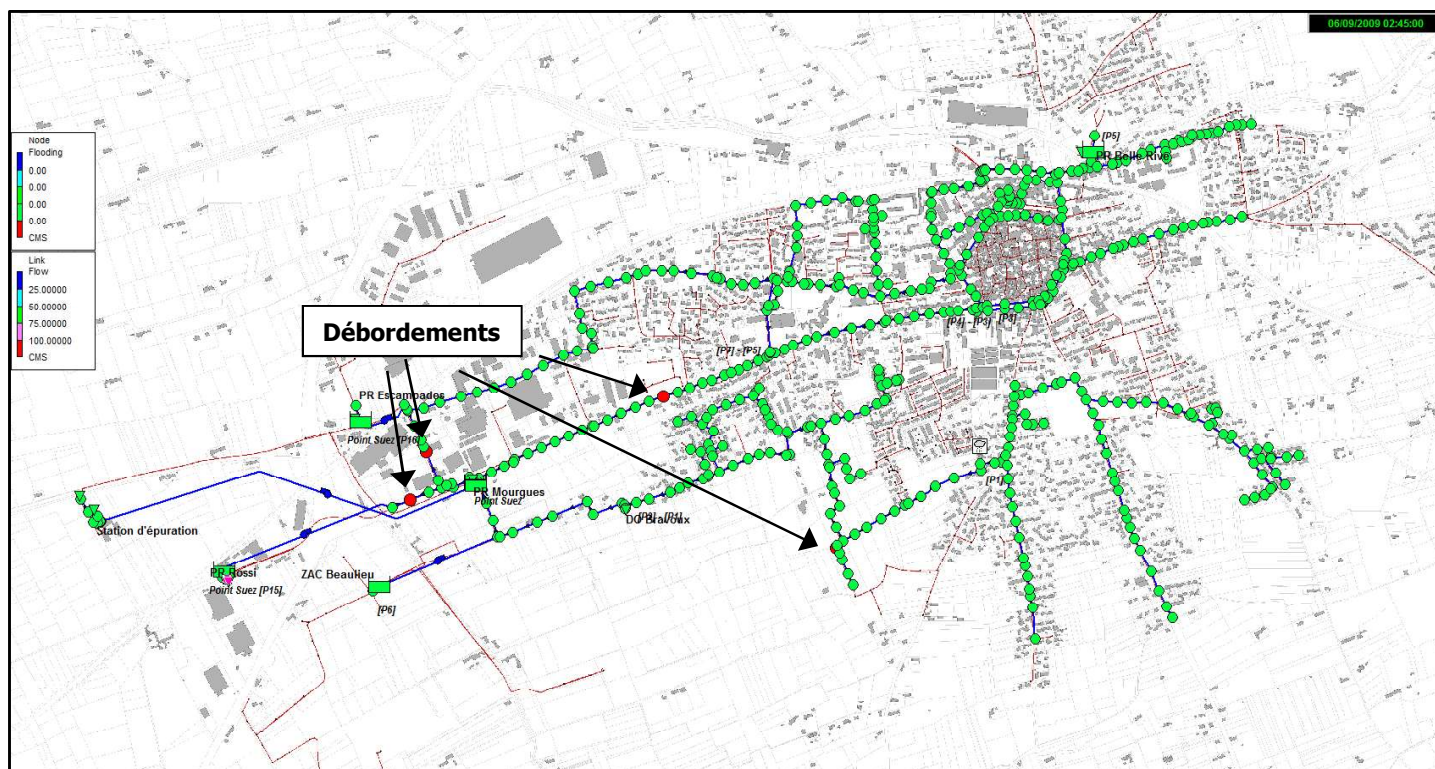 06/09/2009 02:45:00
Node
Flooding
0.00
0.00
0.00
0.00
CMS
Link
Flow
25.00000
50.00000
75.00000
100.00000
CMS
[P5]
PR Belle Rive
Débordements
[P4] - [P3]
[P3]
[P7] - [P5]
PR Escampades
Point Suez [P16]
[P1]
PR Mourgues
Point Suez
DO Bravoux
[P1]
Station d'épuration
PR Rossi
Point Suez [P15]
ZAC Beaulieu
[P6]